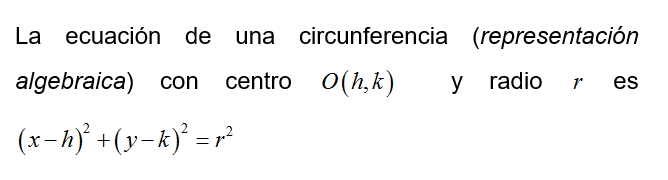 La ecuación de una circunferencia (representación
algebraica) con centro O(h,k) y radio r es
(x−h)² +(y−k)² = r²